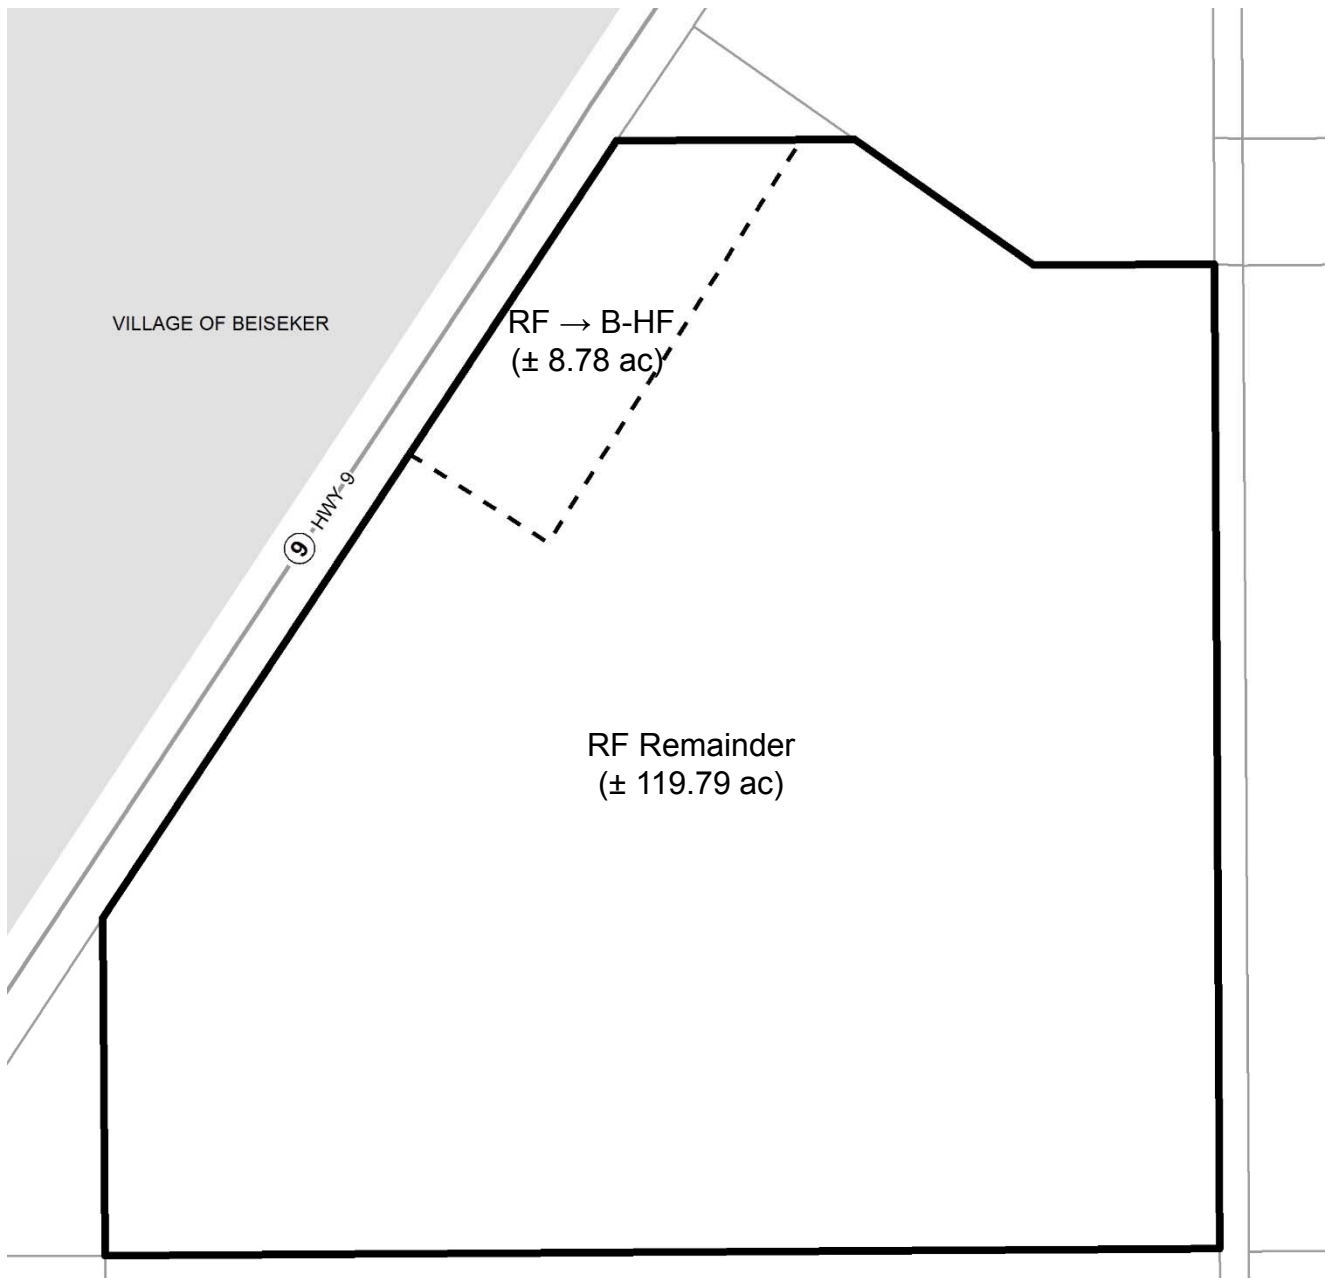 RF → B-HF
(± 8.78 ac)
VILLAGE OF BEISEKER
9 HWY 9
RF Remainder
(± 119.79 ac)